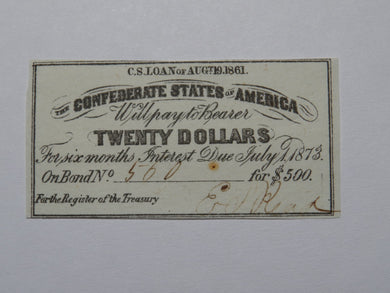 C.S. LOAN OF AUGT. 19. 1861.
THE CONFEDERATE STATES OF AMERICA
Will pay to Bearer
TWENTY DOLLARS
For six months, Interest Due July 1, 1873.
On Bond No. for $500.
For the Register of the Treasury